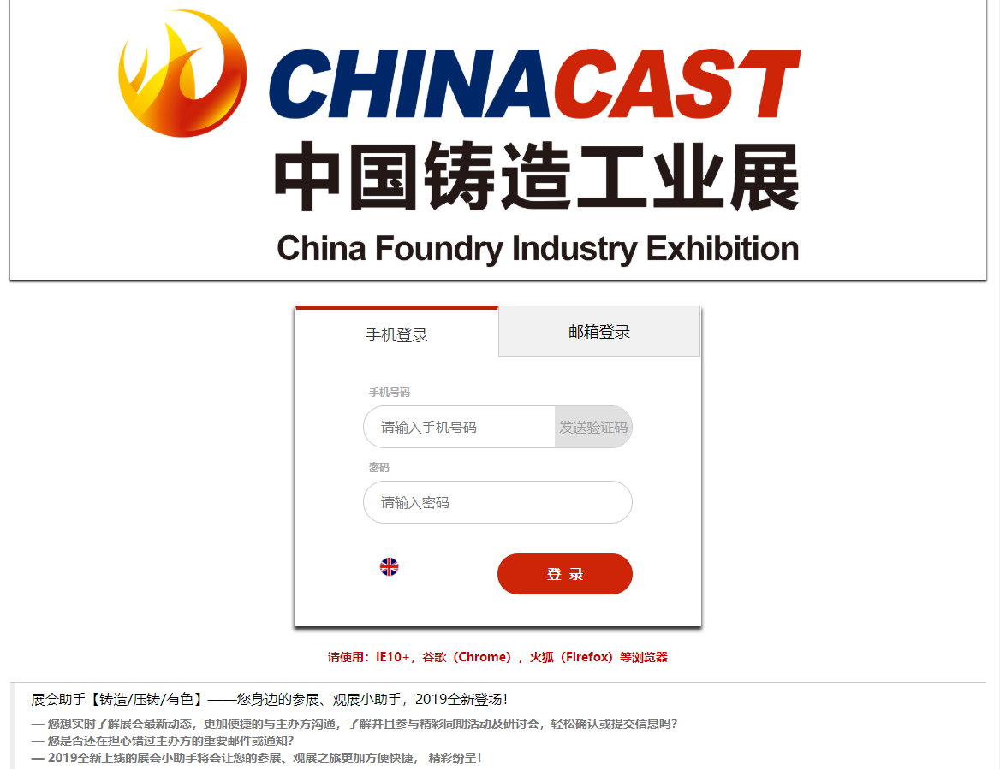 CHINACAST
中国铸造工业展
China Foundry Industry Exhibition
手机登录
邮箱登录
手机号码
请输入手机号码
发送验证码
密码
请输入密码
登 录
请使用：IE10+，谷歌（Chrome），火狐（Firefox）等浏览器
展会助手【铸造/压铸/有色】——您身边的参展、观展小助手，2019全新登场！
— 您想实时了解展会最新动态，更加便捷的与主办方沟通，了解并且参与精彩同期活动及研讨会，轻松确认或提交信息吗？
— 您是否还在担心错过主办方的重要邮件或通知？
— 2019全新上线的展会小助手将会让您的参展、观展之旅更加方便快捷， 精彩纷呈！